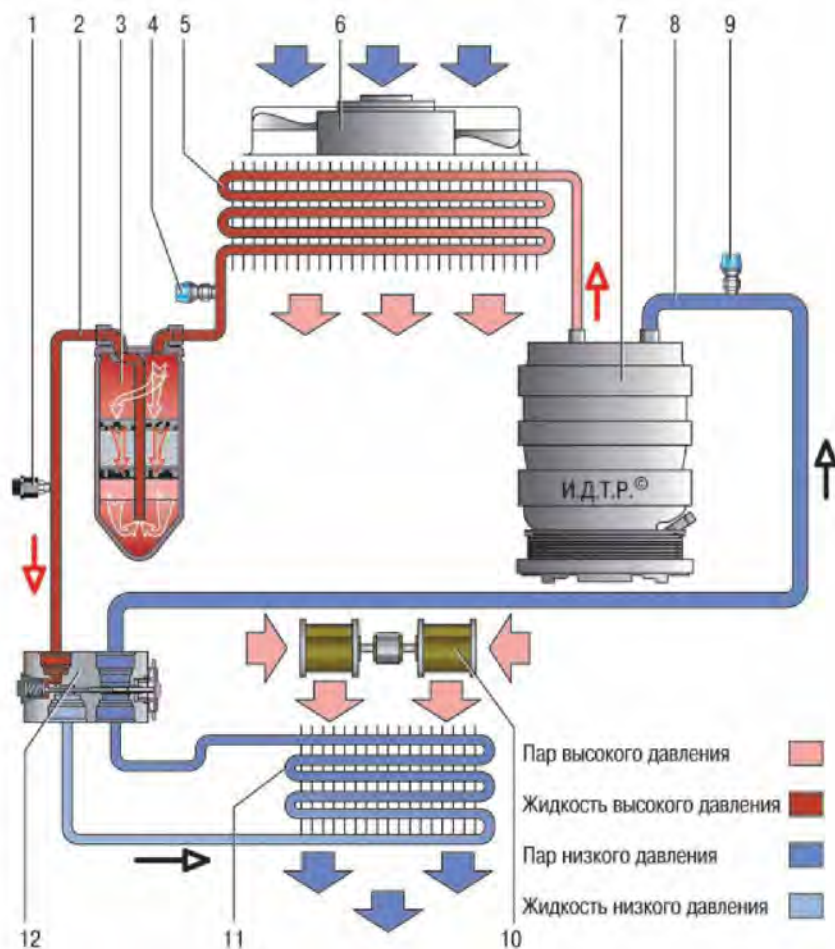 1 2 3 4 5 6 7 8 9
И.Д.Т.Р.©
Пар высокого давления
Жидкость высокого давления
Пар низкого давления
Жидкость низкого давления
12 11 10